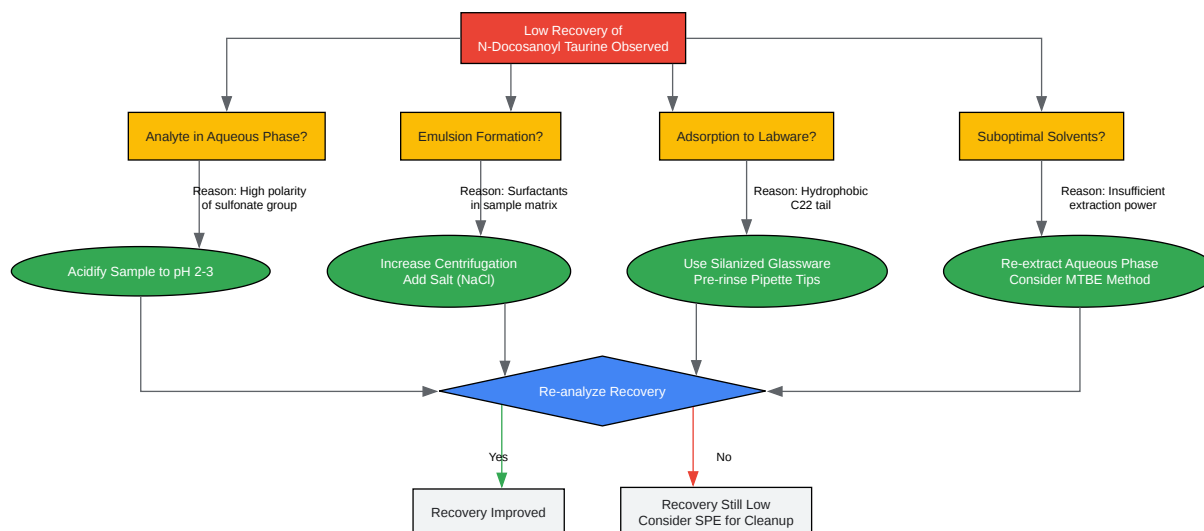 Low Recovery of
N-Docosanoyl Taurine Observed
Analyte in Aqueous Phase?
Emulsion Formation?
Adsorption to Labware?
Suboptimal Solvents?
Reason: High polarity
of sulfonate group
Reason: Surfactants
in sample matrix
Reason: Hydrophobic
C22 tail
Reason: Insufficient
extraction power
Acidify Sample to pH 2-3
Increase Centrifugation
Add Salt (NaCl)
Use Silanized Glassware
Pre-rinse Pipette Tips
Re-extract Aqueous Phase
Consider MTBE Method
Re-analyze Recovery
Yes
No
Recovery Improved
Recovery Still Low
Consider SPE for Cleanup